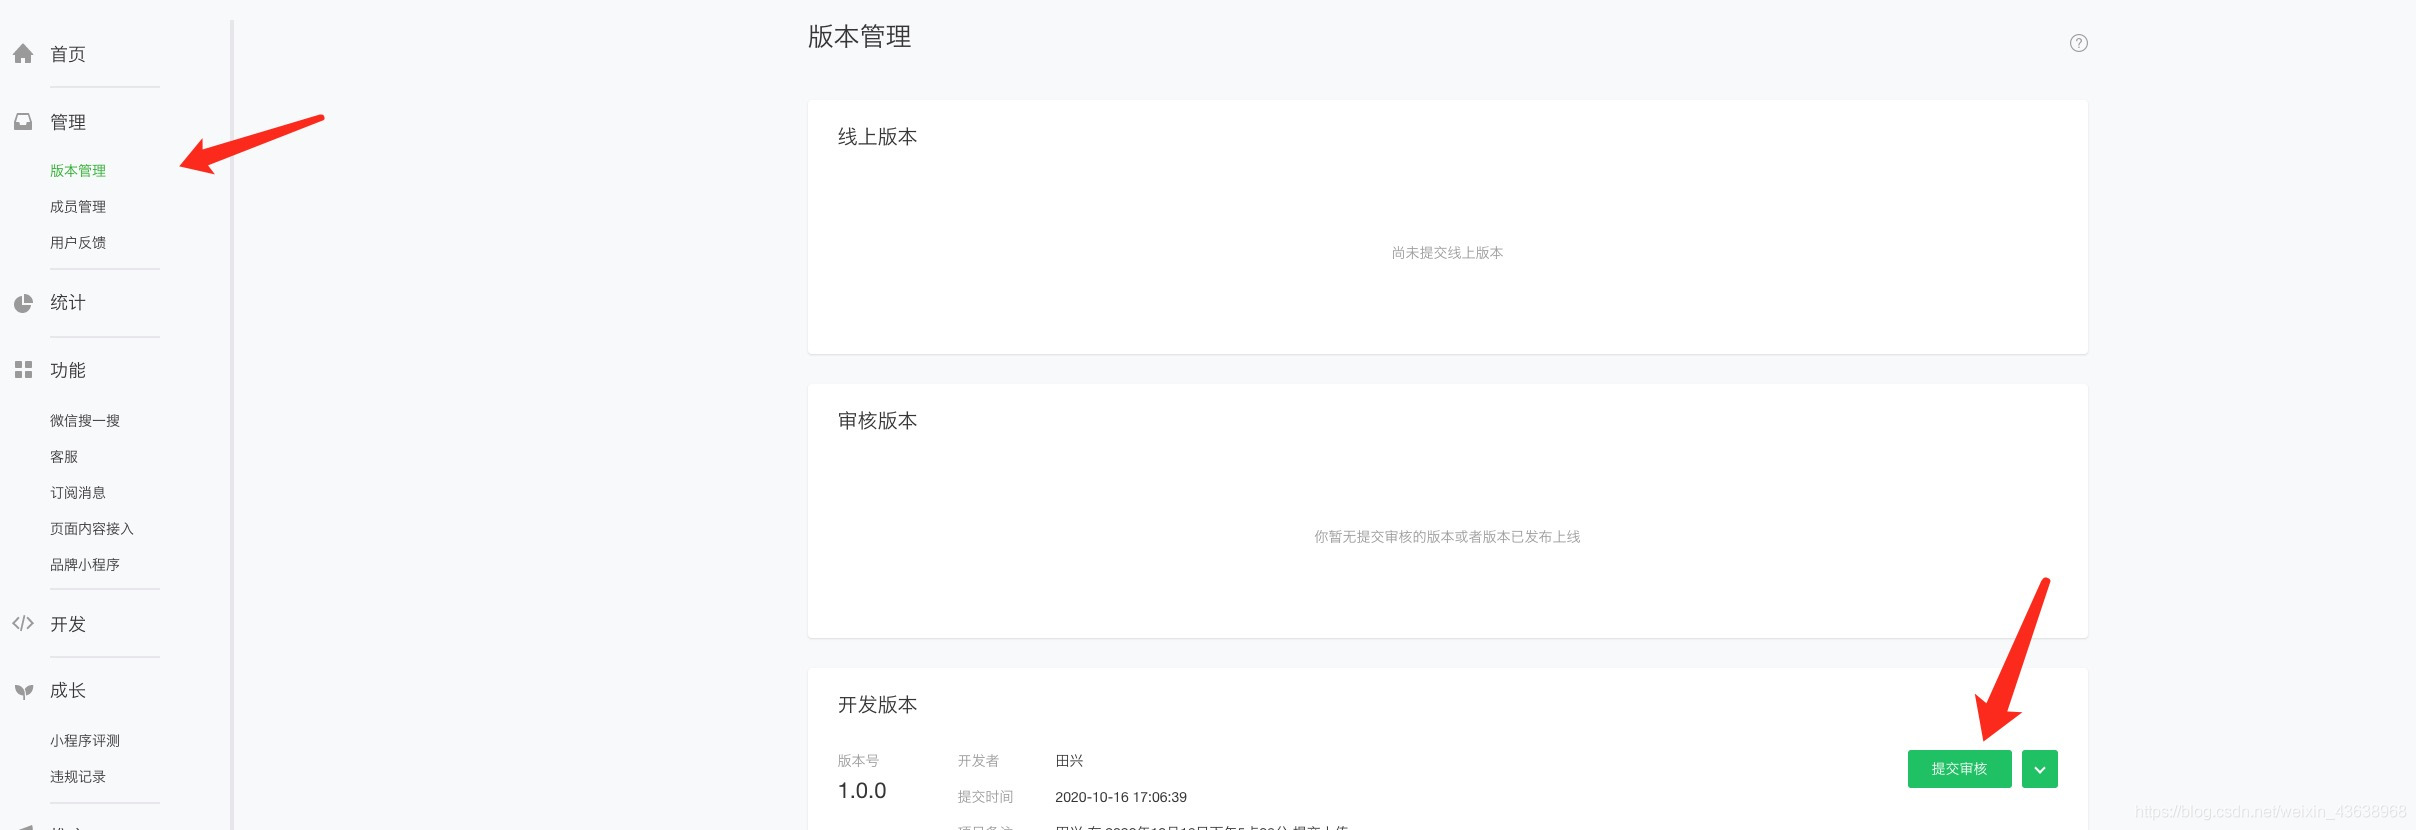 首页
管理
版本管理
成员管理
用户反馈
统计
功能
微信搜一搜
客服
订阅消息
页面内容接入
品牌小程序
开发
成长
小程序评测
违规记录
版本管理
?
线上版本
尚未提交线上版本
审核版本
你暂无提交审核的版本或者版本已发布上线
开发版本
版本号
1.0.0
开发者 田兴
提交时间 2020-10-16 17:06:39
提交审核
https://blog.csdn.net/weixin_43638968